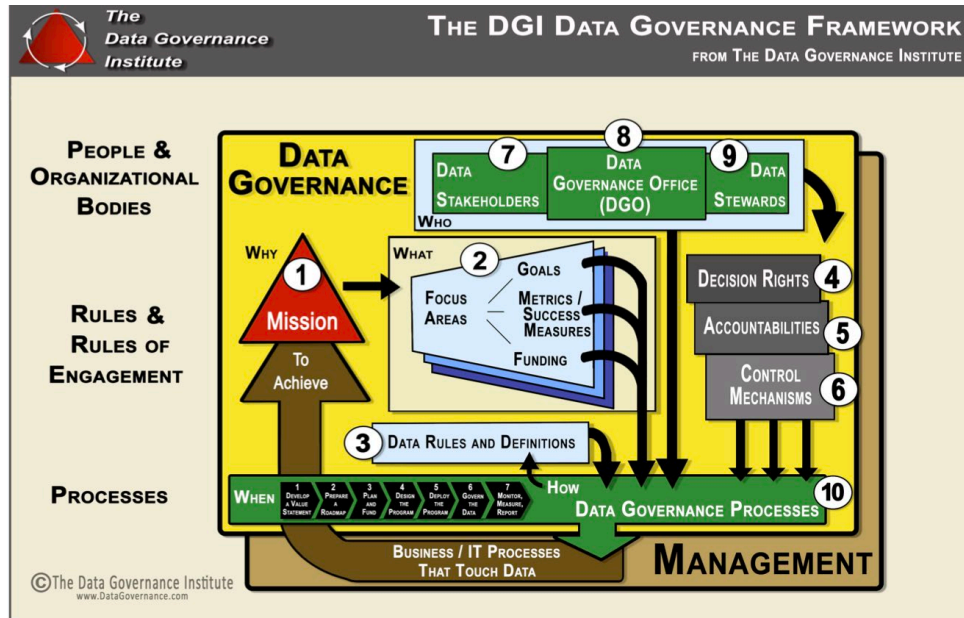 The
Data Governance
Institute
THE DGI DATA GOVERNANCE FRAMEWORK
FROM THE DATA GOVERNANCE INSTITUTE
PEOPLE &
ORGANIZATIONAL
BODIES
RULES &
RULES OF
ENGAGEMENT
PROCESSES
DATA
GOVERNANCE
7
DATA
STAKEHOLDERS
8
DATA
GOVERNANCE OFFICE
(DGO)
9
DATA
STEWARDS
WHO
WHY
1
Mission
To
Achieve
WHAT
2
FOCUS
AREAS
GOALS
METRICS /
SUCCESS
MEASURES
FUNDING
DECISION RIGHTS
4
ACCOUNTABILITIES
5
CONTROL
MECHANISMS
6
3
DATA RULES AND DEFINITIONS
WHEN
1
DEVELOP
A VALUE
STATEMENT
2
PREPARE
A
ROADMAP
3
PLAN
AND
FUND
4
DESIGN
THE
PROGRAM
5
DEPLOY
THE
PROGRAM
6
GOVERN
THE
DATA
7
MONITOR,
MEASURE,
REPORT
HOW
DATA GOVERNANCE PROCESSES
10
BUSINESS / IT PROCESSES
THAT TOUCH DATA
MANAGEMENT
©The Data Governance Institute
www.DataGovernance.com